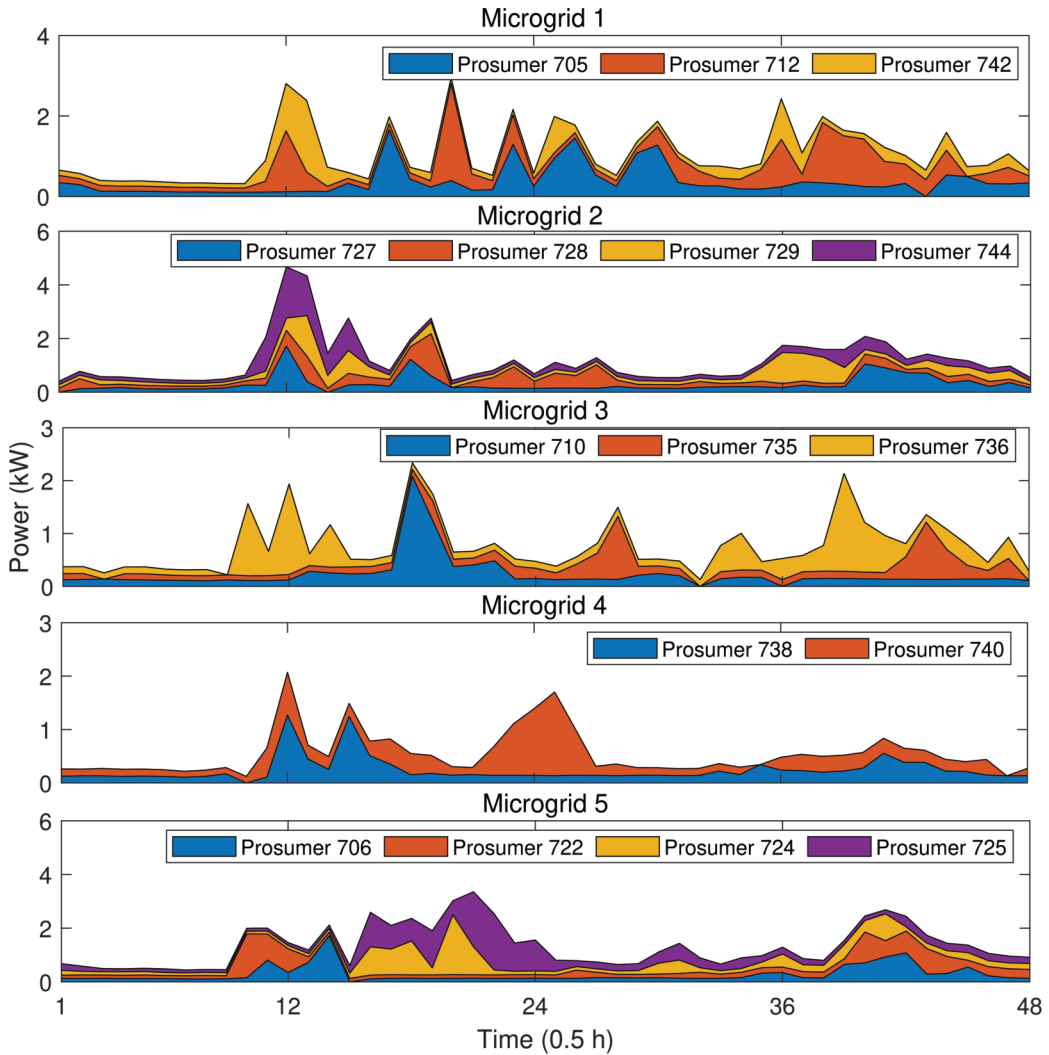 Microgrid 1
4
Prosumer 705 Prosumer 712 Prosumer 742
2
0
Microgrid 2
6
Prosumer 727 Prosumer 728 Prosumer 729 Prosumer 744
4
2
0
Microgrid 3
3
Prosumer 710 Prosumer 735 Prosumer 736
2
1
0
Power (kW)
Microgrid 4
3
Prosumer 738 Prosumer 740
2
1
0
Microgrid 5
6
Prosumer 706 Prosumer 722 Prosumer 724 Prosumer 725
4
2
0
1 12 24 36 48
Time (0.5 h)